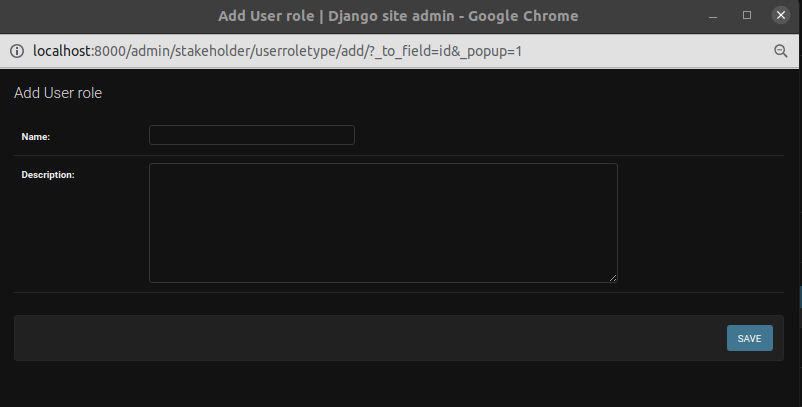 Add User role | Django site admin - Google Chrome
localhost:8000/admin/stakeholder/userroletype/add/?_to_field=id&_popup=1
Add User role
Name:
Description:
SAVE